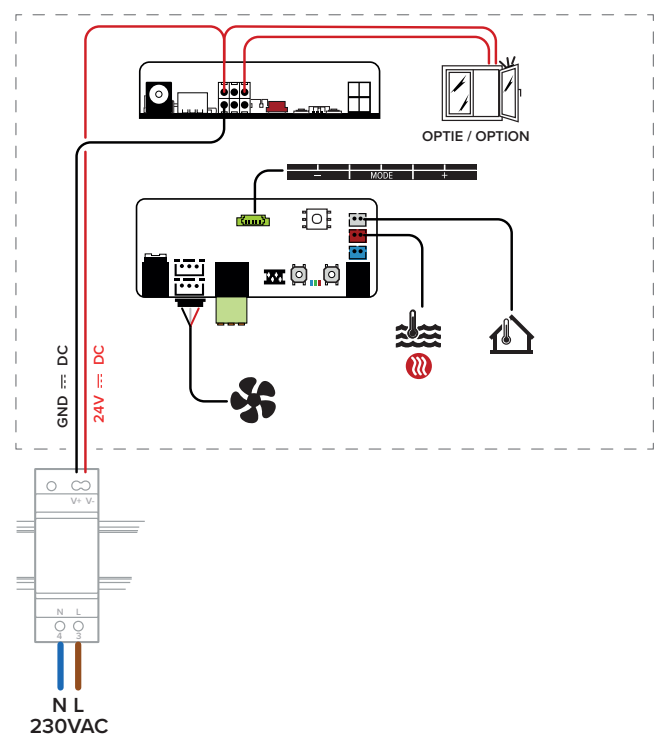 OPTIE / OPTION
− MODE +
GND ⎓ DC
24V ⎓ DC
V+ V-
N L
4 3
N L
230VAC